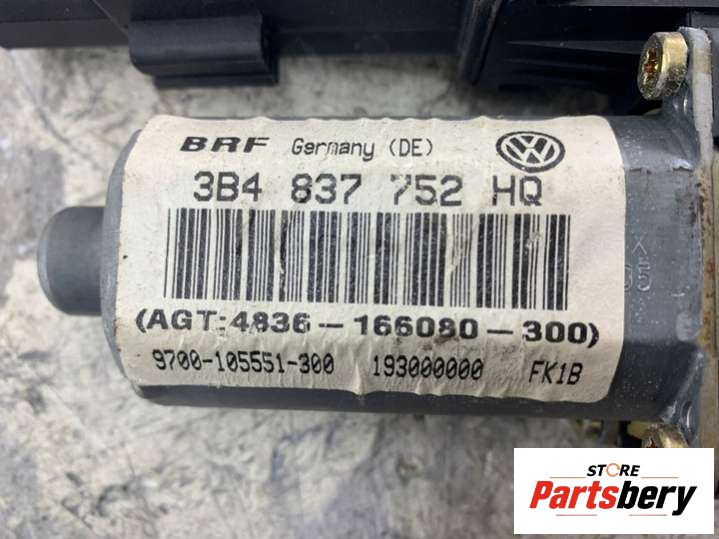 BRF Germany (DE)
3B4 837 752 HQ
(AGT:4836-166080-300)
9700-105551-300 193000000 FK1B
STORE
Partsbery